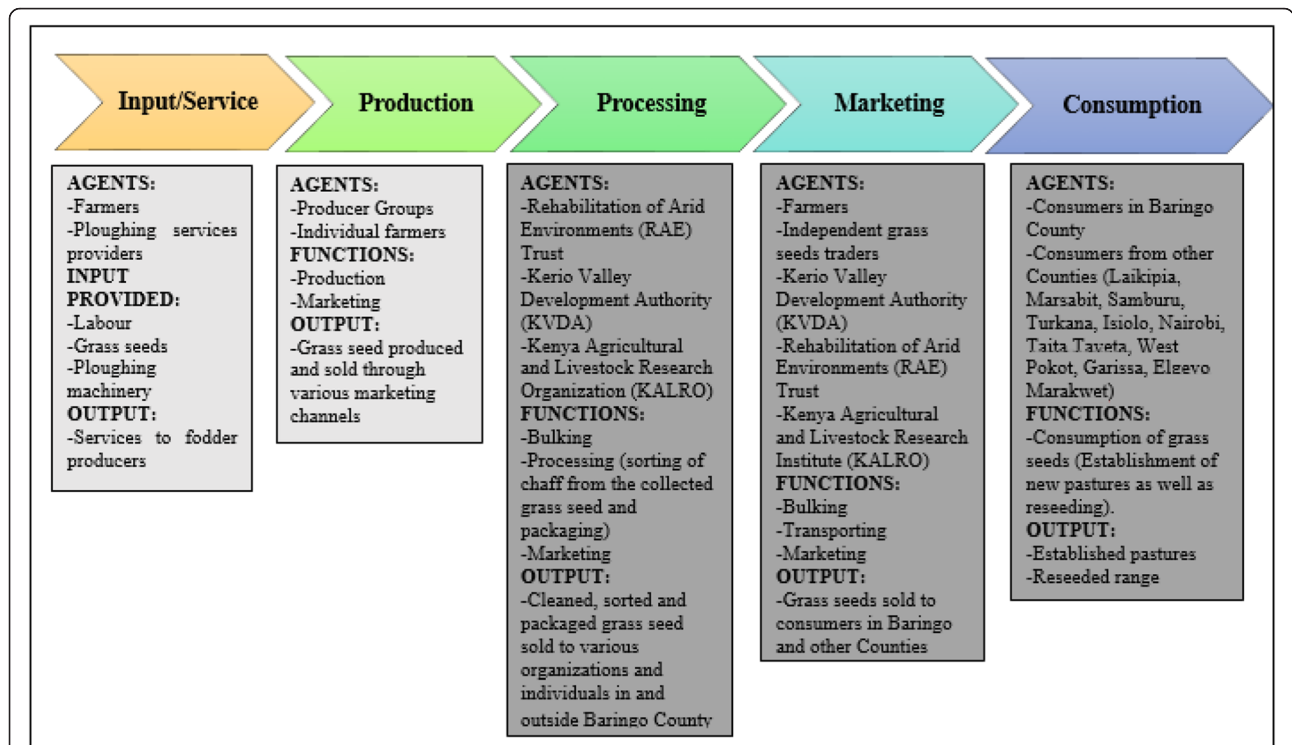 Input/Service
Production
Processing
Marketing
Consumption
AGENTS:
-Farmers
-Ploughing services
providers
INPUT
PROVIDED:
-Labour
-Grass seeds
-Ploughing
machinery
OUTPUT:
-Services to fodder
producers
AGENTS:
-Producer Groups
-Individual farmers
FUNCTIONS:
-Production
-Marketing
OUTPUT:
-Grass seed produced
and sold through
various marketing
channels
AGENTS:
-Rehabilitation of Arid
Environments (RAE)
Trust
-Kerio Valley
Development Authority
(KVDA)
-Kenya Agricultural
and Livestock Research
Organization (KALRO)
FUNCTIONS:
-Bulking
-Processing (sorting of
chaff from the collected
grass seed and
packaging)
-Marketing
OUTPUT:
-Cleaned, sorted and
packaged grass seed
sold to various
organizations and
individuals in and
outside Baringo County
AGENTS:
-Farmers
-Independent grass
seeds traders
-Kerio Valley
Development Authority
(KVDA)
-Rehabilitation of Arid
Environments (RAE)
Trust
-Kenya Agricultural
and Livestock Research
Institute (KALRO)
FUNCTIONS:
-Bulking
-Transporting
-Marketing
OUTPUT:
-Grass seeds sold to
consumers in Baringo
and other Counties
AGENTS:
-Consumers in Baringo
County
-Consumers from other
Counties (Laikipia,
Marsabit, Samburu,
Turkana, Isiolo, Nairobi,
Taita Taveta, West
Pokot, Garissa, Elgeyo
Marakwet)
FUNCTIONS:
-Consumption of grass
seeds (Establishment of
new pastures as well as
reseeding).
OUTPUT:
-Established pastures
-Reseeded range